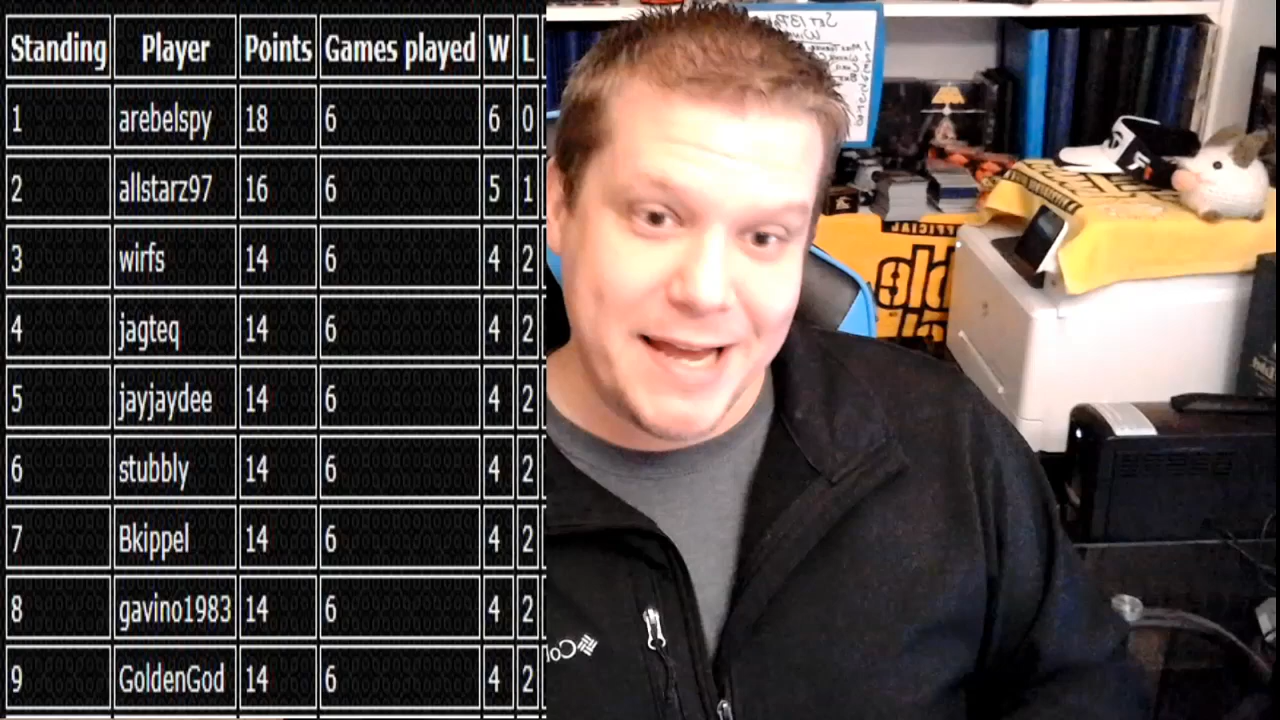 Standing Player Points Games played W L
1 arebelspy 18 6 6 0
2 allstarz97 16 6 5 1
3 wirfs 14 6 4 2
4 jagteq 14 6 4 2
5 jayjaydee 14 6 4 2
6 stubbly 14 6 4 2
7 Bkippel 14 6 4 2
8 gavino1983 14 6 4 2
9 GoldenGod 14 6 4 2
OFFICIAL